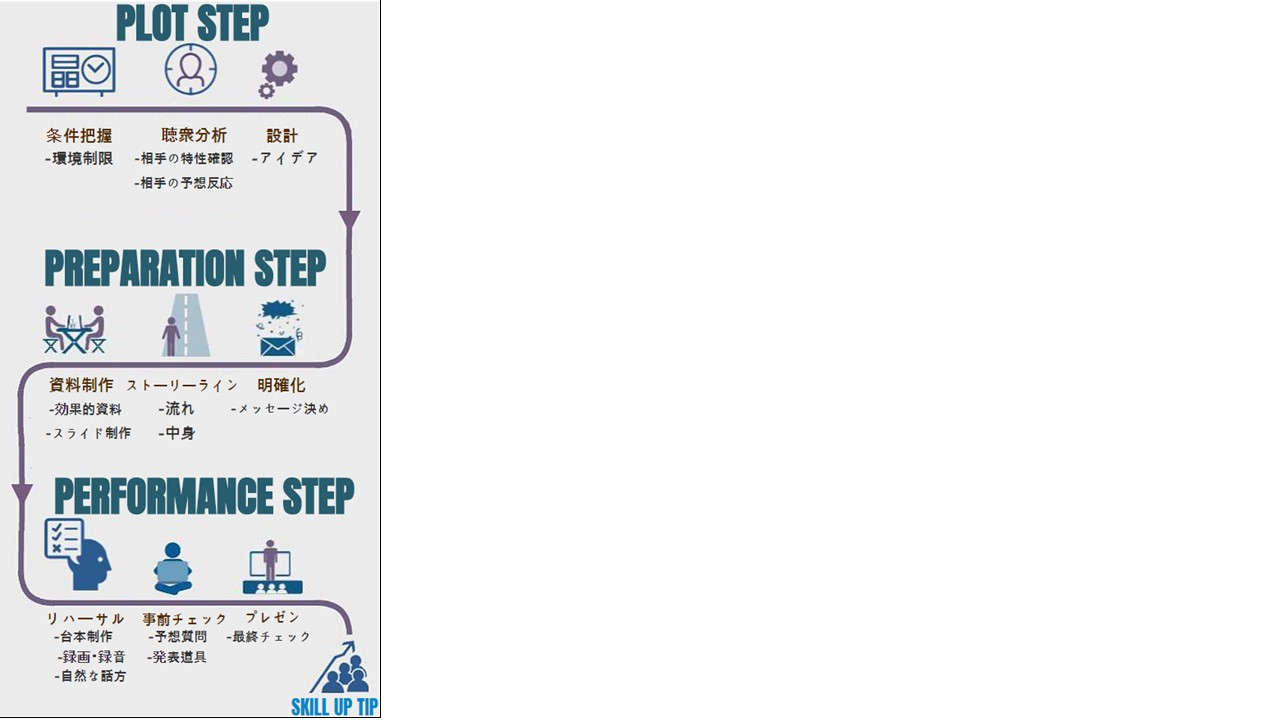 PLOT STEP
条件把握 聴衆分析 設計
-環境制限 -相手の特性確認 -アイデア
-相手の予想反応
PREPARATION STEP
資料制作 ストーリーライン 明確化
-効果的資料 -流れ -メッセージ決め
-スライド制作 -中身
PERFORMANCE STEP
リハーサル 事前チェック プレゼン
-台本制作 -予想質問 -最終チェック
-録画・録音 -発表道具
-自然な話方
SKILL UP TIP